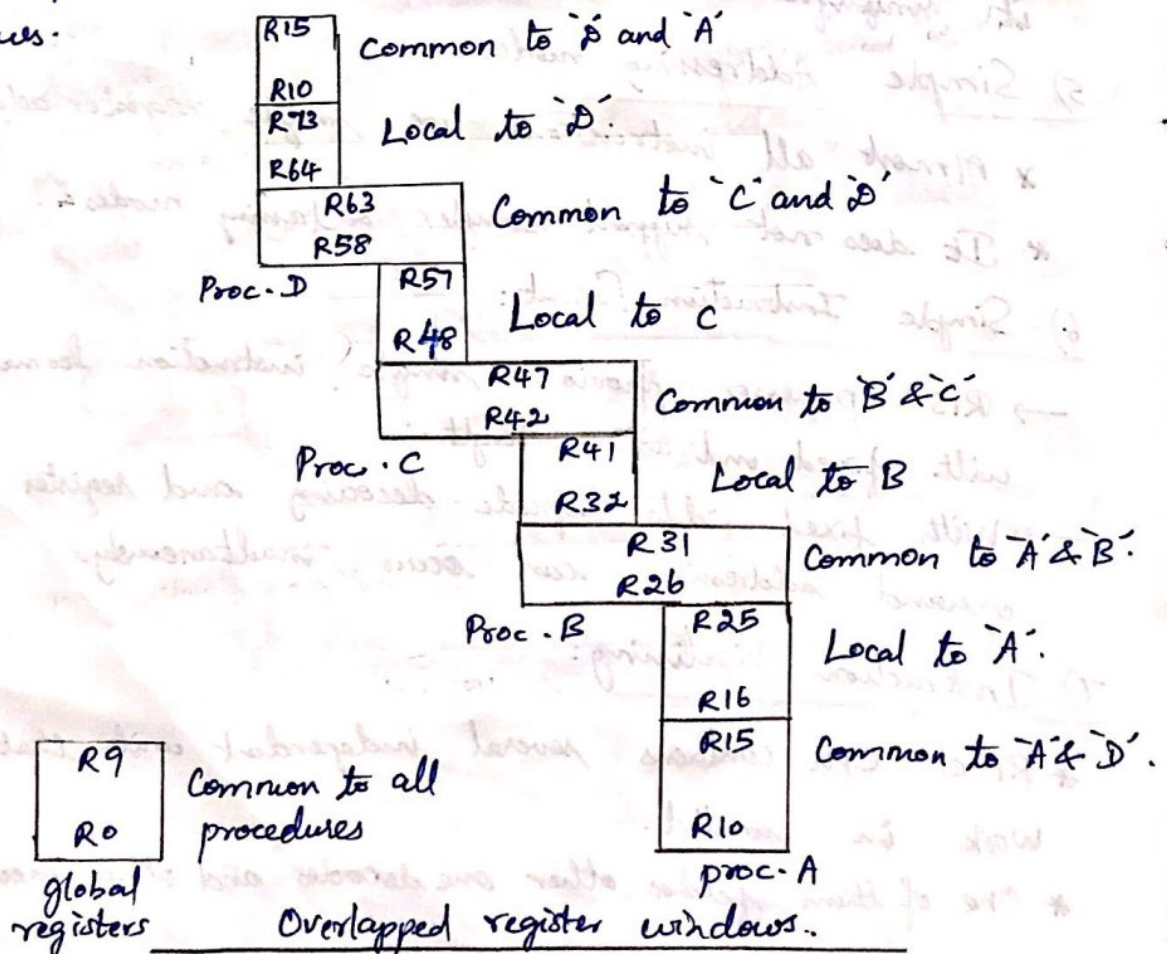 R15
Common to `D´ and `A´
R10
R73
Local to `D´.
R64
R63
Common to `C´ and `D´
R58
Proc. D
R57
Local to C
R48
R47
Common to `B´ & `C´
R42
Proc. C
R41
Local to B
R32
R31
Common to `A´ & `B´.
R26
Proc. B
R25
Local to `A´.
R16
R15
Common to `A´ & `D´.
R10
proc. A
R9
Common to all
R0
procedures
global
registers
Overlapped register windows..